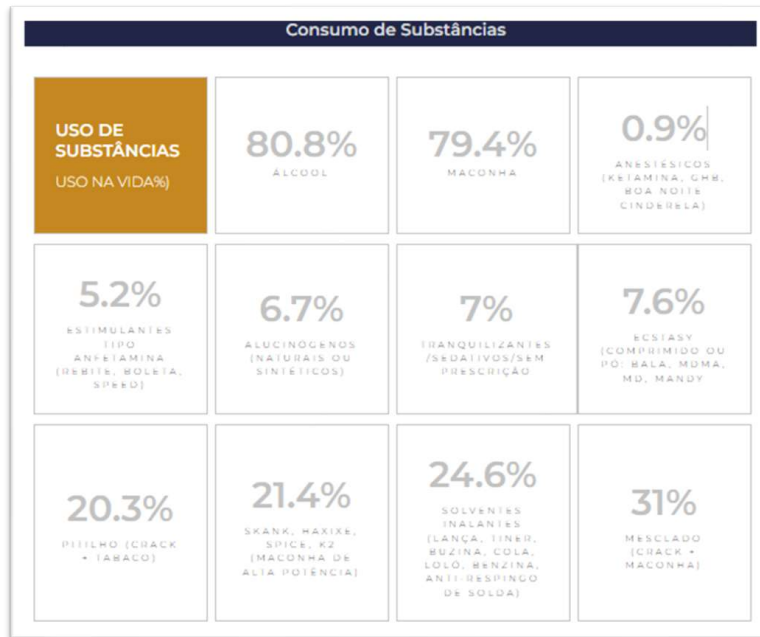 Consumo de Substâncias
USO DE
SUBSTÂNCIAS
USO NA VIDA%)
80.8%
ÁLCOOL
79.4%
MACONHA
0.9%
ANESTÉSICOS
(KETAMINA, GHB,
BOA NOITE
CINDERELA)
5.2%
ESTIMULANTES
TIPO
ANFETAMINA
(REBITE, BOLETA,
SPEED)
6.7%
ALUCINÓGENOS
(NATURAIS OU
SINTÉTICOS)
7%
TRANQUILIZANTES
/SEDATIVOS/SEM
PRESCRIÇÃO
7.6%
ECSTASY
(COMPRIMIDO OU
PÓ: BALA, MDMA,
MD, MANDY
20.3%
PITILHO (CRACK
+ TABACO)
21.4%
SKANK, HAXIXE,
SPICE, K2
(MACONHA DE
ALTA POTÊNCIA)
24.6%
SOLVENTES
INALANTES
(LANÇA, TINER,
BUZINA, COLA,
LOLÓ, BENZINA,
ANTI-RESPINGO
DE SOLDA)
31%
MESCLADO
(CRACK +
MACONHA)